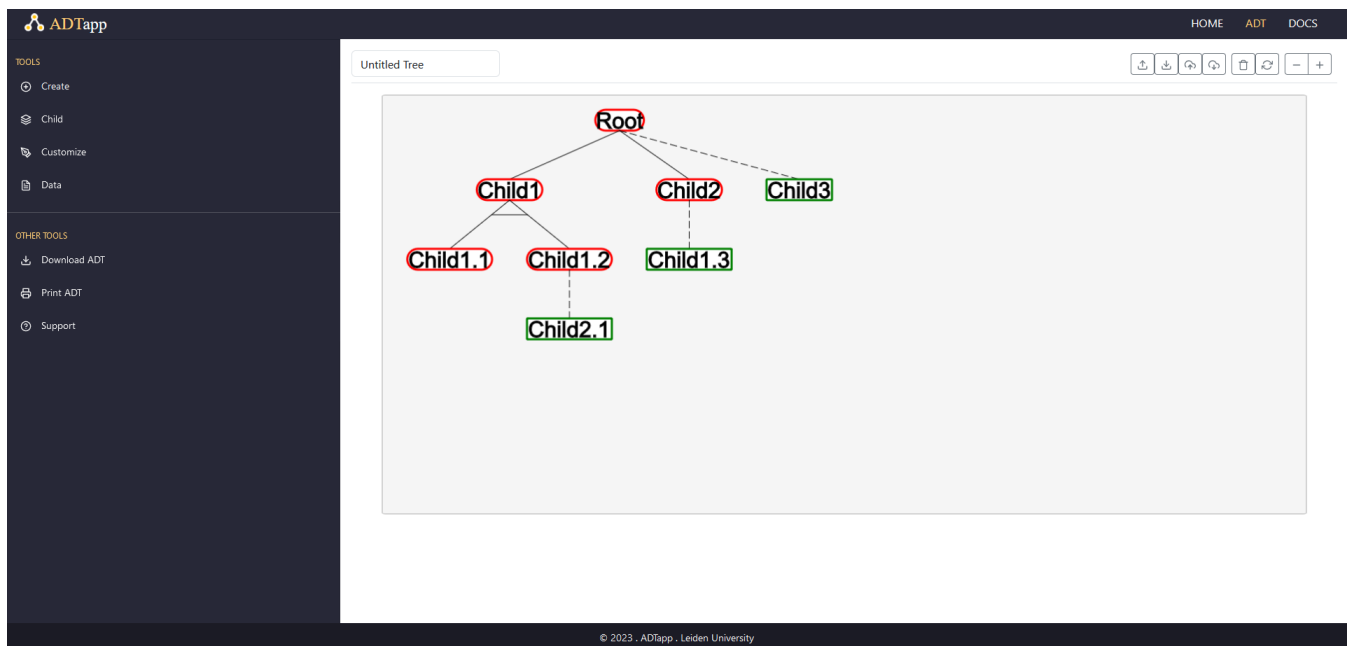 ADTapp
HOME ADT DOCS
TOOLS
Create
Child
Customize
Data
OTHER TOOLS
Download ADT
Print ADT
Support
Untitled Tree
Root
Child1 Child2 Child3
Child1.1 Child1.2 Child1.3
Child2.1
© 2023 . ADTapp . Leiden University